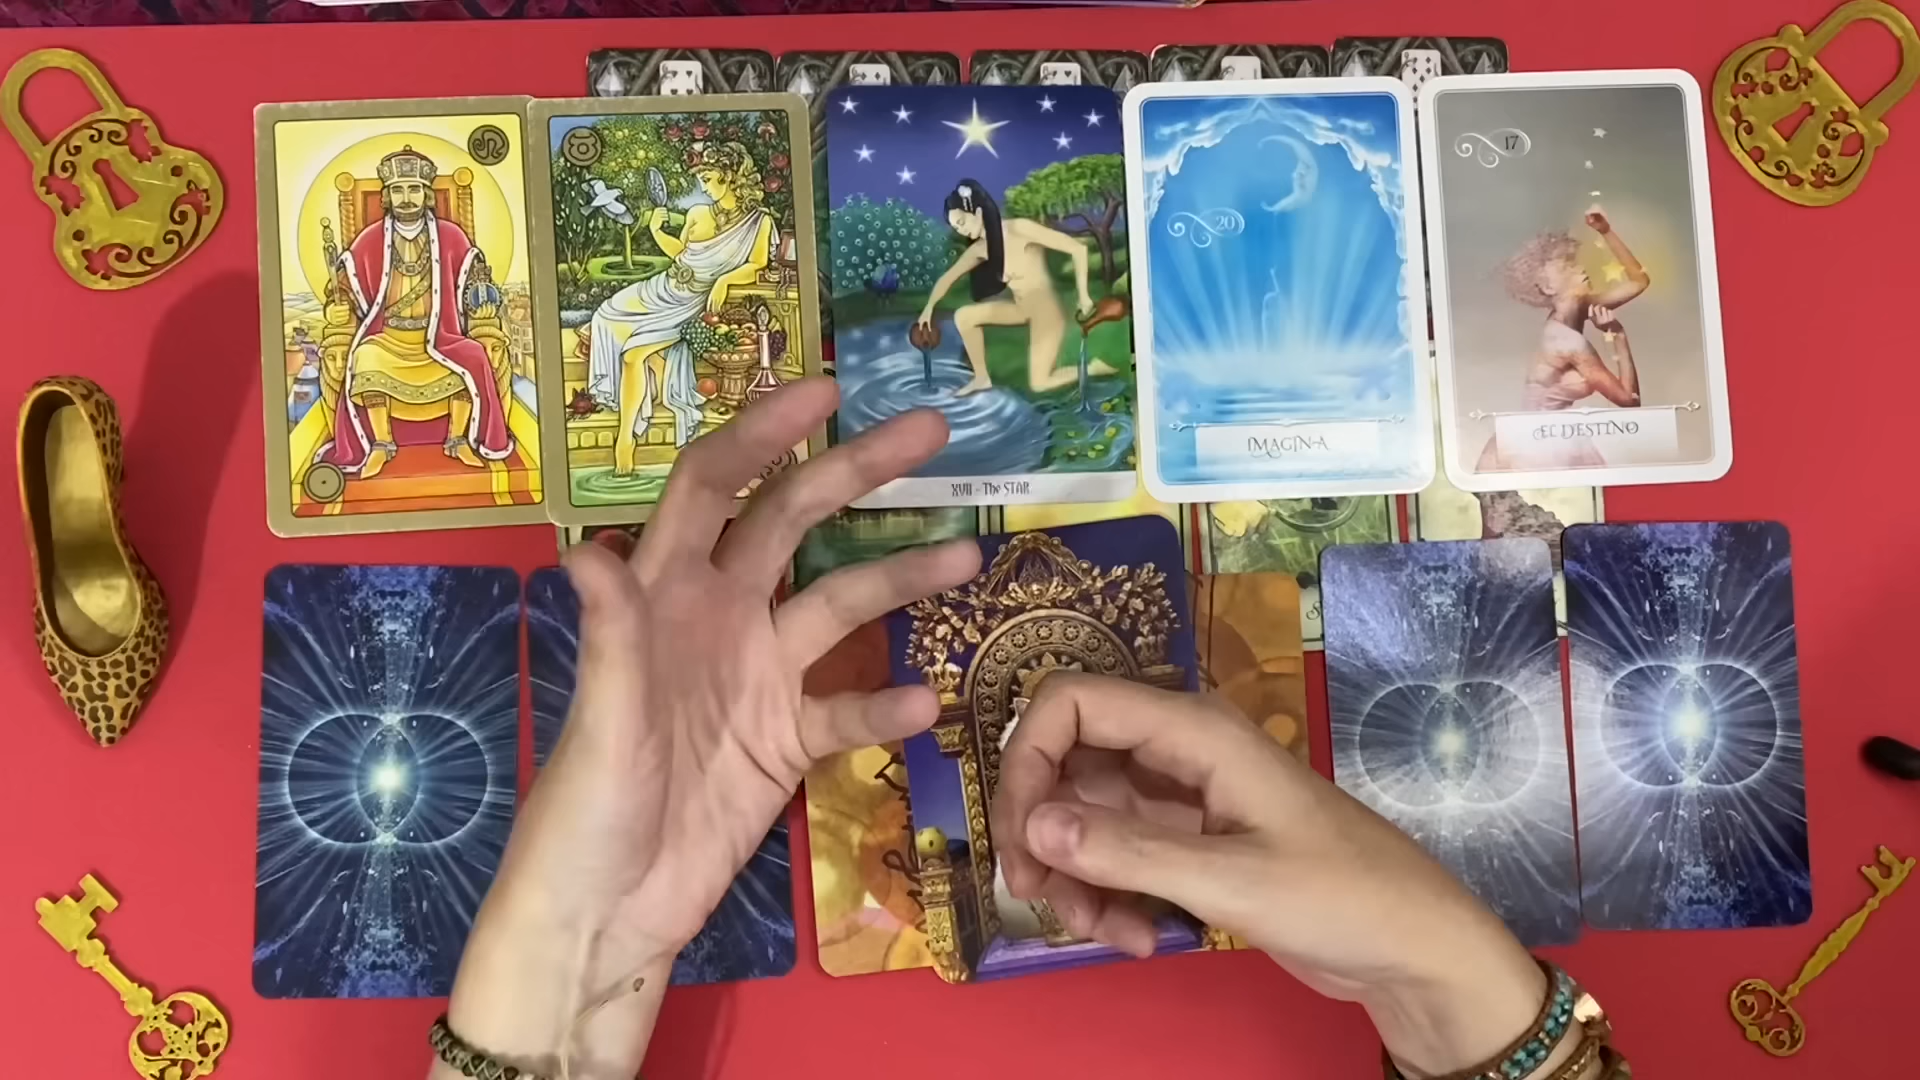 17
20
IMAGINA
EL DESTINO
XVII - The STAR